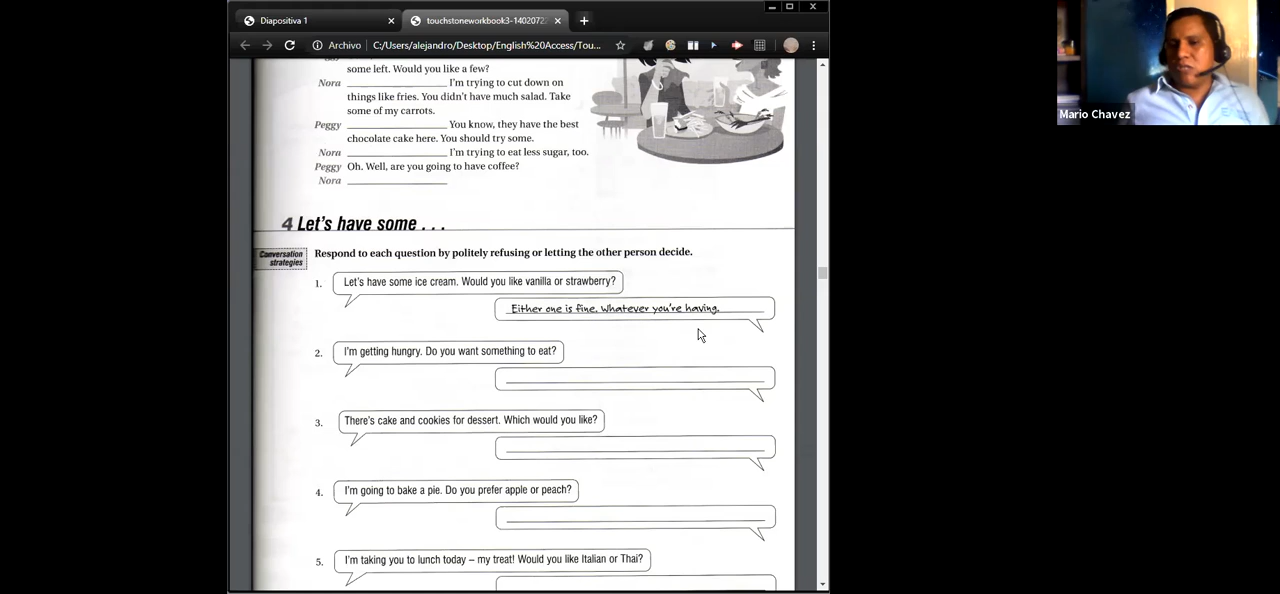 Diapositiva 1
touchstoneworkbook3-1402072
Archivo
C:/Users/alejandro/Desktop/English%20Access/Tou...
some left. Would you like a few?
Nora ____________ I'm trying to cut down on
things like fries. You didn't have much salad. Take
some of my carrots.
Peggy ____________ You know, they have the best
chocolate cake here. You should try some.
Nora ____________ I'm trying to eat less sugar, too.
Peggy Oh. Well, are you going to have coffee?
Nora ____________
4 Let's have some . . .
Conversation
strategies
Respond to each question by politely refusing or letting the other person decide.
1. Let's have some ice cream. Would you like vanilla or strawberry?
Either one is fine. Whatever you're having.
2. I'm getting hungry. Do you want something to eat?
3. There's cake and cookies for dessert. Which would you like?
4. I'm going to bake a pie. Do you prefer apple or peach?
5. I'm taking you to lunch today – my treat! Would you like Italian or Thai?
Mario Chavez